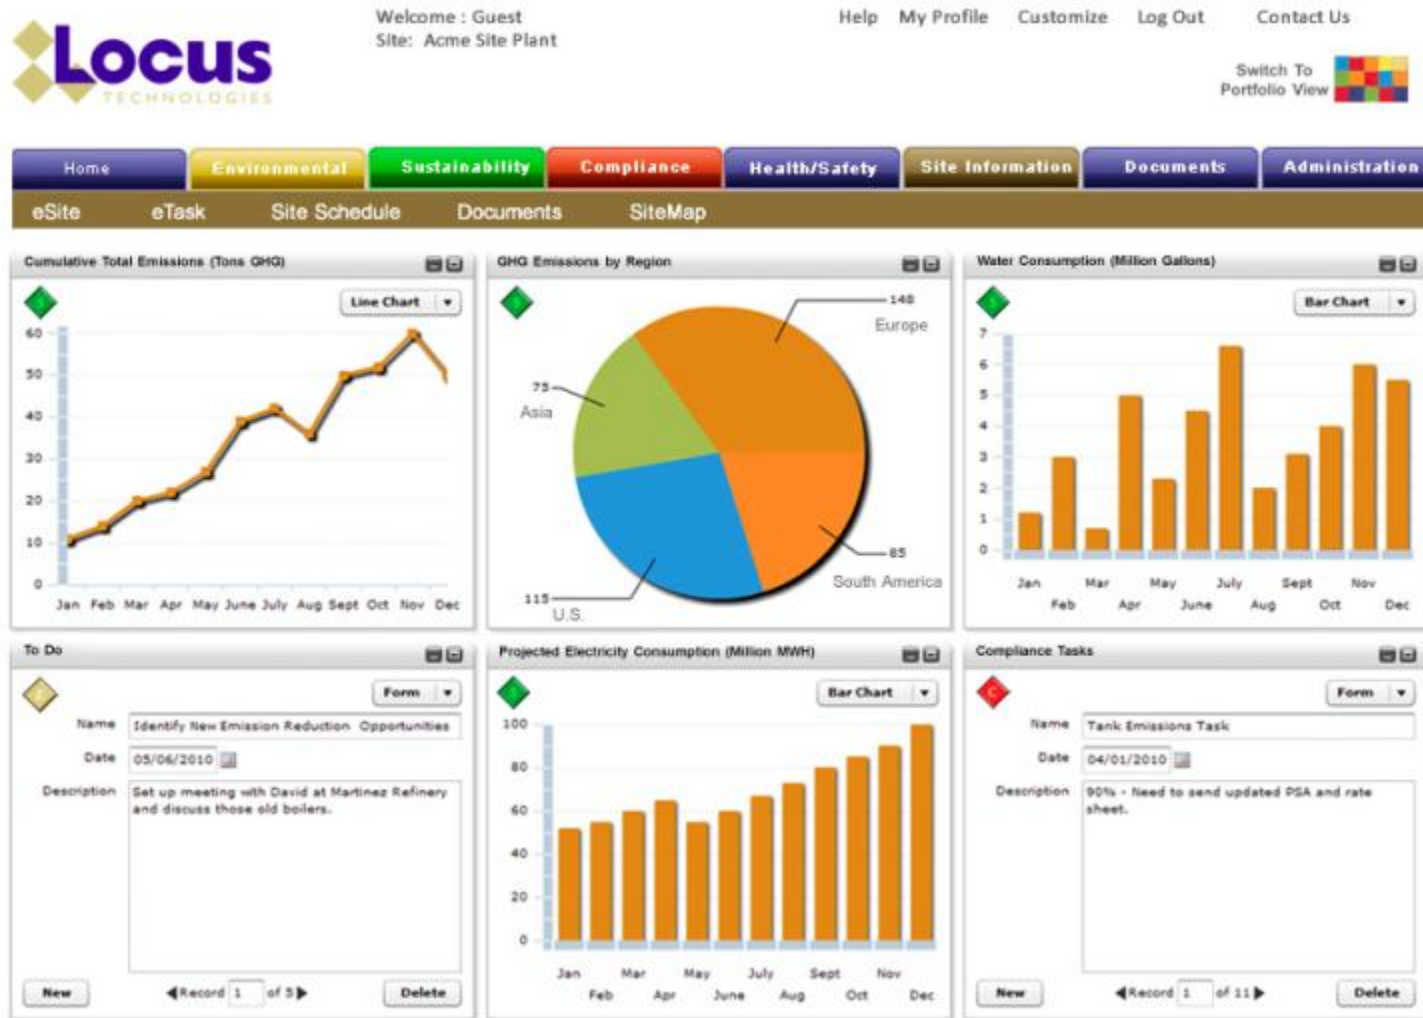 Welcome : Guest
Site: Acme Site Plant
Help My Profile Customize Log Out Contact Us
Locus
TECHNOLOGIES
Switch To
Portfolio View
Home Environmental Sustainability Compliance Health/Safety Site Information Documents Administration
eSite eTask Site Schedule Documents SiteMap
Cumulative Total Emissions (Tons GHG)
Line Chart
60
50
40
30
20
10
0
Jan Feb Mar Apr May June July Aug Sept Oct Nov Dec
GHG Emissions by Region
148
Europe
75
Asia
85
South America
115
U.S.
Water Consumption (Million Gallons)
Bar Chart
7
6
5
4
3
2
1
0
Jan Mar May July Sept Nov
Feb Apr June Aug Oct Dec
To Do
Form
Name Identify New Emission Reduction Opportunities
Date 05/06/2010
Description Set up meeting with David at Martinez Refinery
and discuss those old boilers.
New Record 1 of 5 Delete
Projected Electricity Consumption (Million MWH)
Bar Chart
100
80
60
40
20
0
Jan Mar May July Sept Nov
Feb Apr June Aug Oct Dec
Compliance Tasks
C
Form
Name Tank Emissions Task
Date 04/01/2010
Description 90% - Need to send updated PSA and rate
sheet.
New Record 1 of 11 Delete